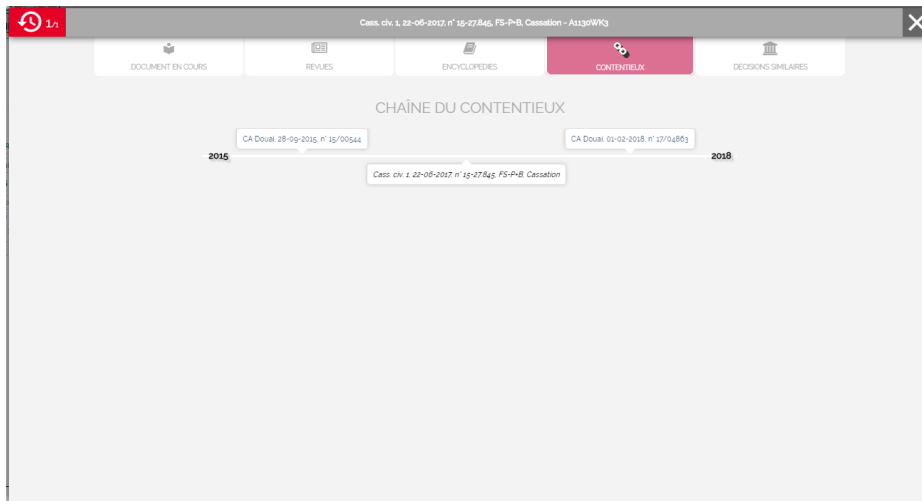 1/1
Cass. civ. 1, 22-06-2017, n° 15-27.845, FS-P+B, Cassation - A1130WK3
DOCUMENT EN COURS
REVUES
ENCYCLOPEDIES
CONTENTIEUX
DECISIONS SIMILAIRES
CHAÎNE DU CONTENTIEUX
CA Douai, 28-09-2015, n° 15/00544
CA Douai, 01-02-2018, n° 17/04863
2015
2018
Cass. civ. 1, 22-06-2017, n° 15-27.845, FS-P+B, Cassation